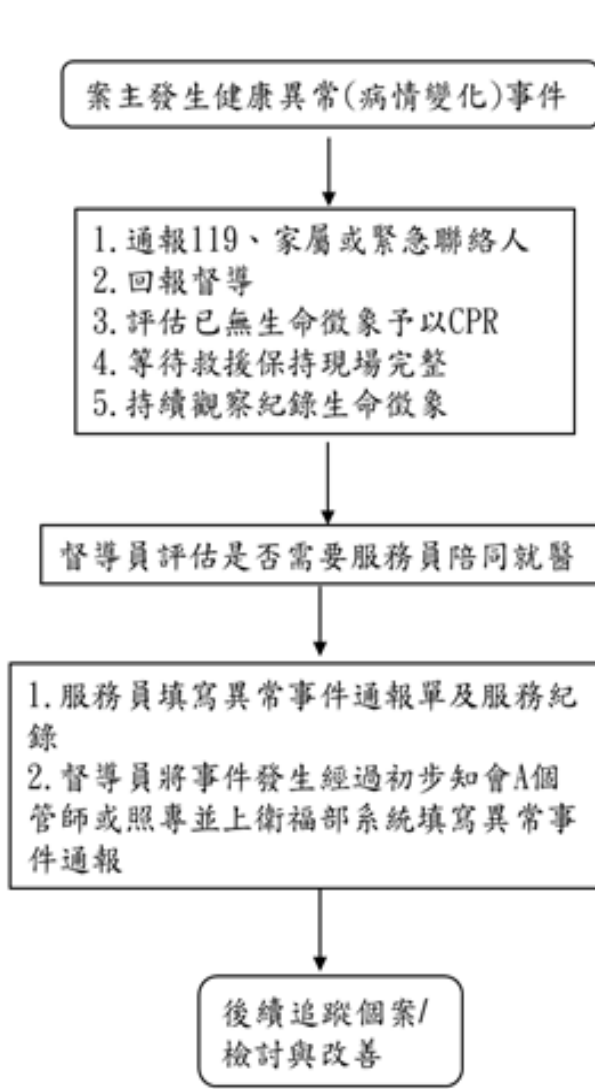 案主發生健康異常(病情變化)事件
1.通報119、家屬或緊急聯絡人
2.回報督導
3.評估已無生命徵象予以CPR
4.等待救援保持現場完整
5.持續觀察紀錄生命徵象
督導員評估是否需要服務員陪同就醫
1.服務員填寫異常事件通報單及服務紀
錄
2.督導員將事件發生經過初步知會A個
管師或照專並上衛福部系統填寫異常事
件通報
後續追蹤個案/
檢討與改善